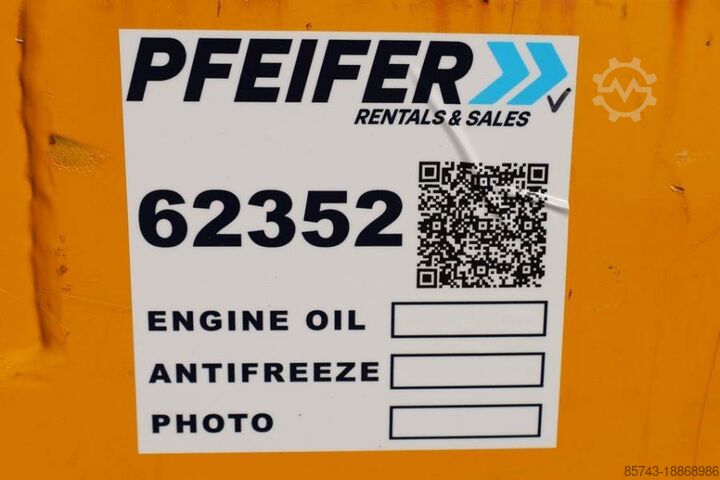 PFEIFER
RENTALS & SALES
62352
ENGINE OIL
ANTIFREEZE
PHOTO
85743-18868986